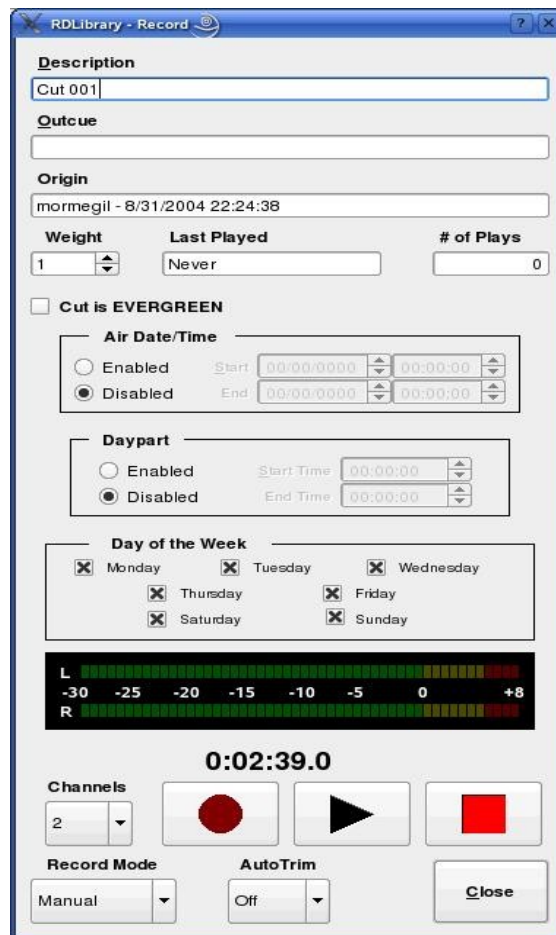 RDLibrary - Record
Description
Cut 001
Outcue
Origin
mormegil - 8/31/2004 22:24:38
Weight Last Played # of Plays
1 Never 0
Cut is EVERGREEN
Air Date/Time
Enabled Start 00/00/0000 00:00:00
Disabled End 00/00/0000 00:00:00
Daypart
Enabled Start Time 00:00:00
Disabled End Time 00:00:00
Day of the Week
Monday Tuesday Wednesday
Thursday Friday
Saturday Sunday
L
-30 -25 -20 -15 -10 -5 0 +8
R
0:02:39.0
Channels
2
Record Mode AutoTrim
Manual Off
Close